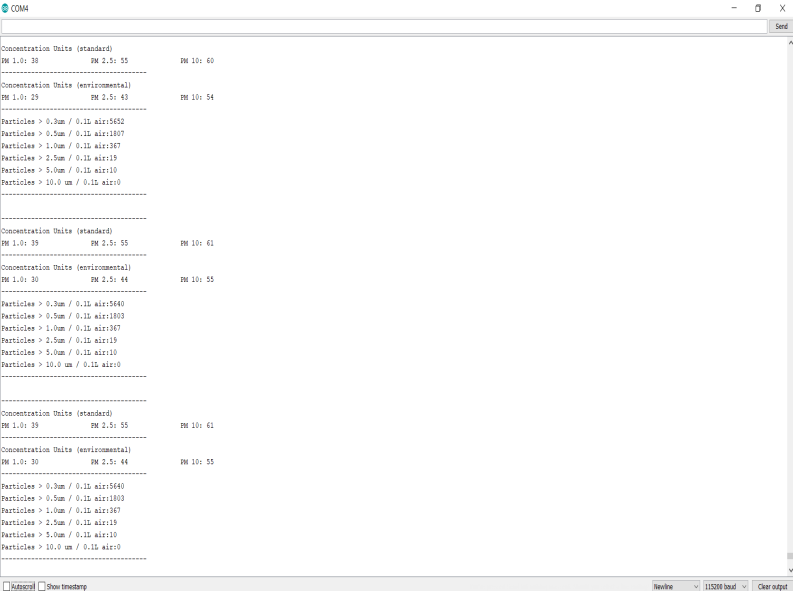 COM4
Send
Concentration Units (standard)
PM 1.0: 38 PM 2.5: 55 PM 10: 60
---------------------------------------
Concentration Units (environmental)
PM 1.0: 29 PM 2.5: 43 PM 10: 54
---------------------------------------
Particles > 0.3um / 0.1L air:5652
Particles > 0.5um / 0.1L air:1807
Particles > 1.0um / 0.1L air:367
Particles > 2.5um / 0.1L air:19
Particles > 5.0um / 0.1L air:10
Particles > 10.0 um / 0.1L air:0
---------------------------------------
---------------------------------------
Concentration Units (standard)
PM 1.0: 39 PM 2.5: 55 PM 10: 61
---------------------------------------
Concentration Units (environmental)
PM 1.0: 30 PM 2.5: 44 PM 10: 55
---------------------------------------
Particles > 0.3um / 0.1L air:5640
Particles > 0.5um / 0.1L air:1803
Particles > 1.0um / 0.1L air:367
Particles > 2.5um / 0.1L air:19
Particles > 5.0um / 0.1L air:10
Particles > 10.0 um / 0.1L air:0
---------------------------------------
---------------------------------------
Concentration Units (standard)
PM 1.0: 39 PM 2.5: 55 PM 10: 61
---------------------------------------
Concentration Units (environmental)
PM 1.0: 30 PM 2.5: 44 PM 10: 55
---------------------------------------
Particles > 0.3um / 0.1L air:5640
Particles > 0.5um / 0.1L air:1803
Particles > 1.0um / 0.1L air:367
Particles > 2.5um / 0.1L air:19
Particles > 5.0um / 0.1L air:10
Particles > 10.0 um / 0.1L air:0
---------------------------------------
Autoscroll Show timestamp Newline 115200 baud Clear output